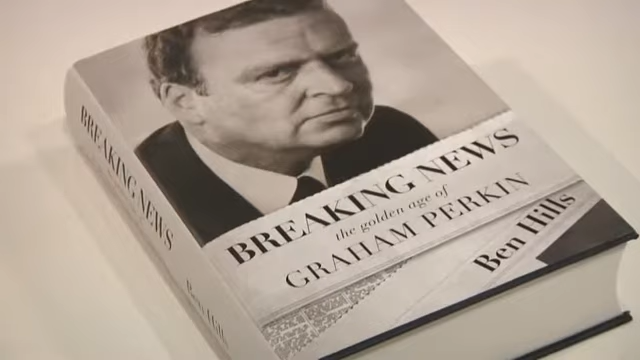 BREAKING NEWS
the golden age of
GRAHAM PERKIN
Ben Hills
BREAKING NEWS
Ben Hills